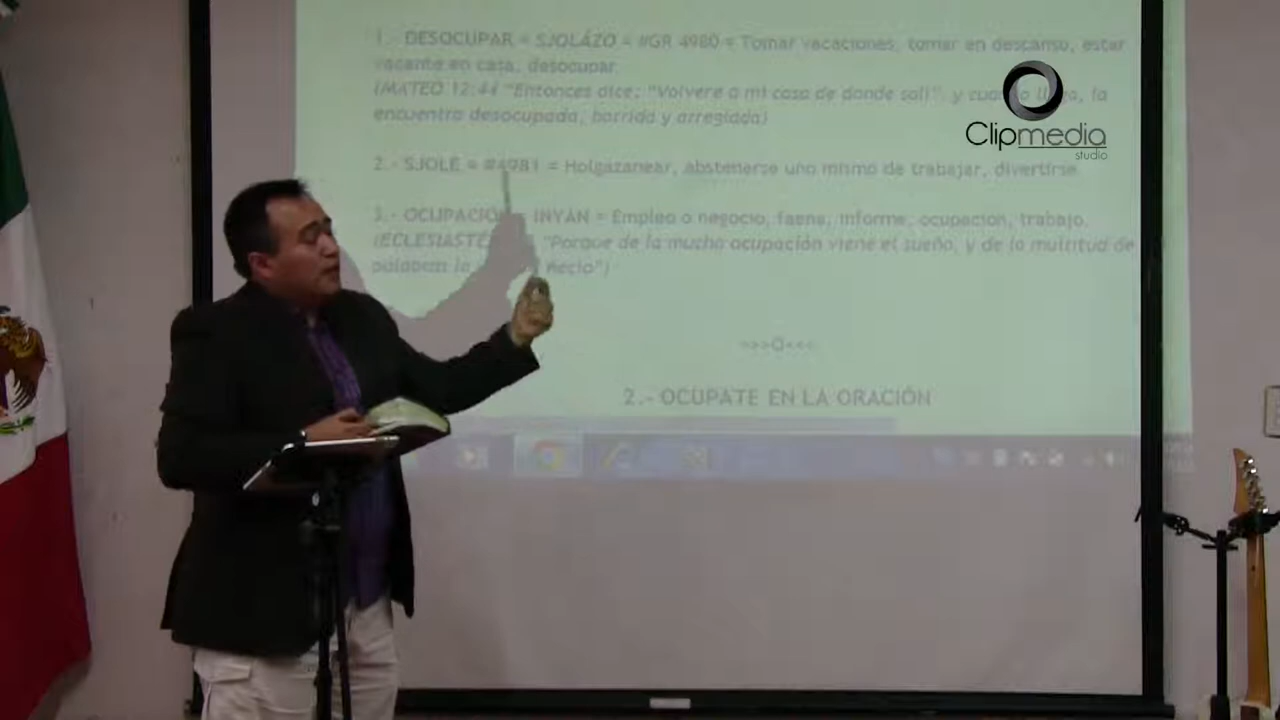 1.- DESOCUPAR = SJOLÁZO = #GR 4980 = Tomar vacaciones, tomar en descanso, estar
vacante en casa, desocupar.
(MATEO 12:44 "Entonces dice: "Volveré a mi casa de donde salí", y llega, la
encuentra desocupada, barrida y arreglada)
Clipmedia
studio
2.- SJOLÉ = #4981 = Holgazanear, abstenerse uno mismo de trabajar, divertirse.
3.- OCUPACIÓN INYÁN = Empleo o negocio, faena, informe, ocupación, trabajo.
"Porque de la mucha ocupación viene el sueño, y de la multitud de
palabras la necio")
>>>O<<<
2.- OCUPATE EN LA ORACIÓN